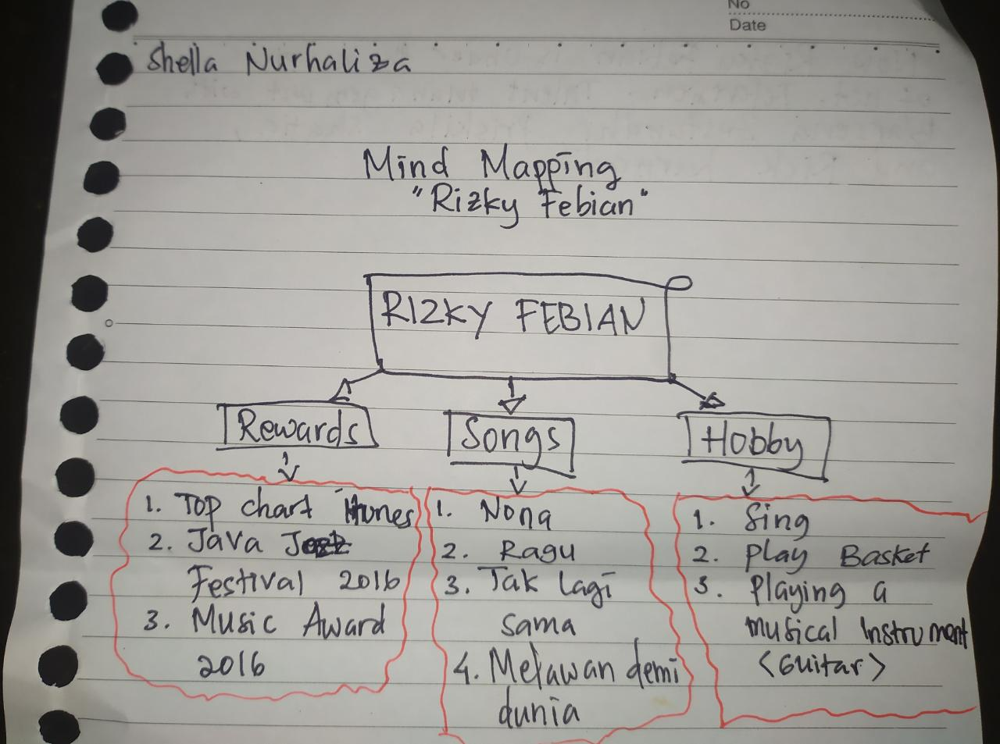 No
Date
Shella Nurhaliza
Mind Mapping
"Rizky Febian"
RIZKY FEBIAN
Rewards
Songs
Hobby
1. Top chart Itunes
2. Java Jazz
Festival 2016
3. Music Award
2016
1. Nona
2. Ragu
3. Tak lagi
sama
4. Melawan demi
dunia
1. Sing
2. Play Basket
3. Playing a
musical Instrument
<Guitar>